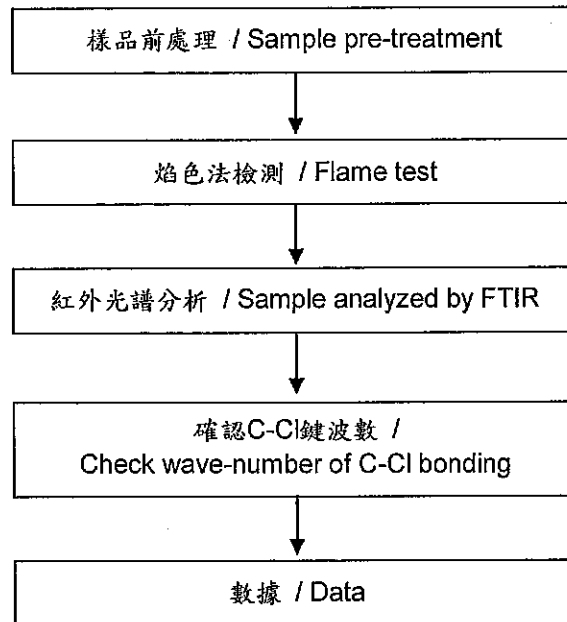 樣品前處理 / Sample pre-treatment
焰色法檢測 / Flame test
紅外光譜分析 / Sample analyzed by FTIR
確認C-Cl鍵波數 /
Check wave-number of C-Cl bonding
數據 / Data